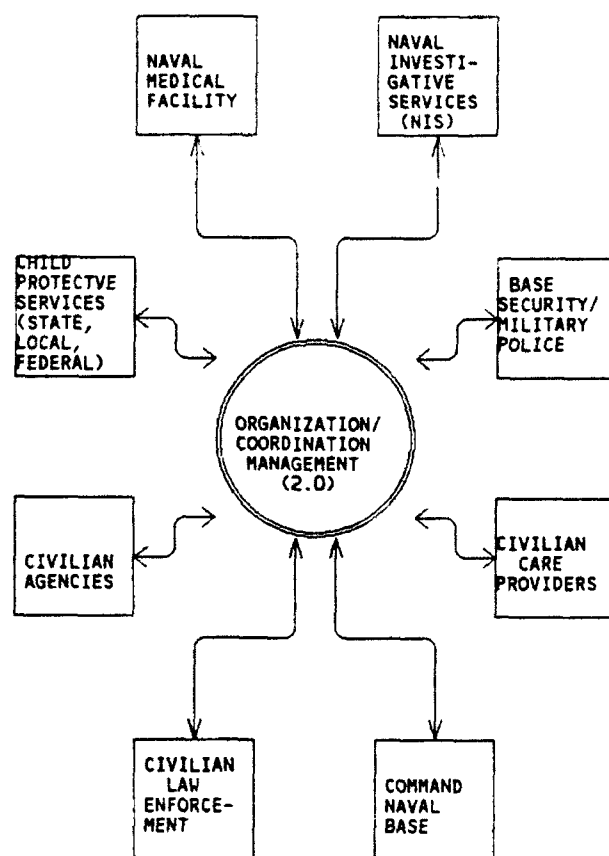 NAVAL
MEDICAL
FACILITY
NAVAL
INVESTI-
GATIVE
SERVICES
(NIS)
CHILD
PROTECTVE
SERVICES
(STATE,
LOCAL,
FEDERAL)
BASE
SECURITY/
MILITARY
POLICE
ORGANIZATION/
COORDINATION
MANAGEMENT
(2.0)
CIVILIAN
AGENCIES
CIVILIAN
CARE
PROVIDERS
CIVILIAN
LAW
ENFORCE-
MENT
COMMAND
NAVAL
BASE